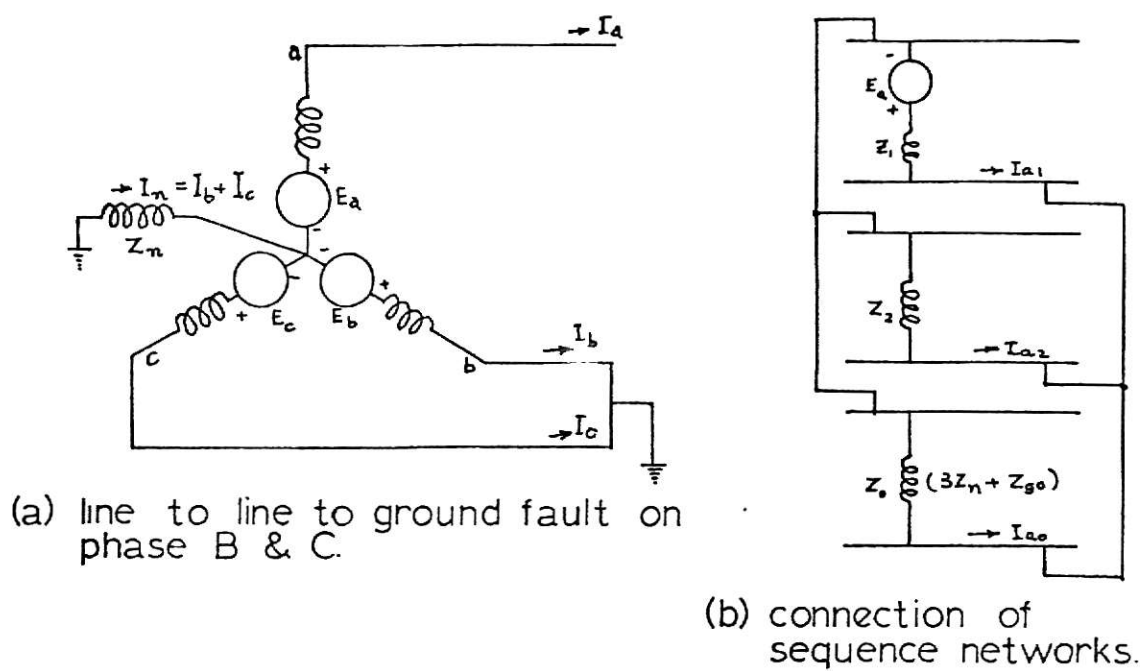 a
→ I_a
+
E_a
-
→ I_n = I_b + I_c
Z_n
-
-
+
E_c
E_b
+
c
b
→ I_b
→ I_c
(a) line to line to ground fault on
phase B & C.
-
E_a
+
Z_1
→ I_a1
Z_2
→ I_a2
Z_0
(3Z_n + Z_g0)
→ I_a0
(b) connection of
sequence networks.